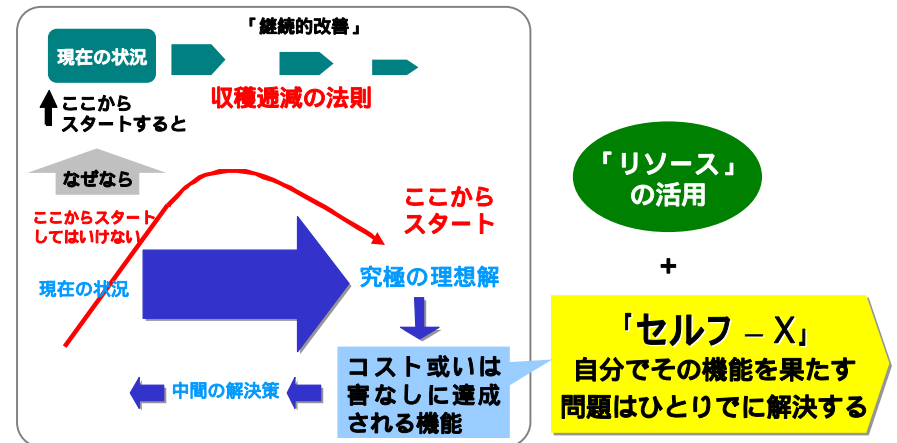 「継続的改善」
現在の状況
収穫逓減の法則
ここから
スタートすると
なぜなら
ここからスタート
してはいけない
現在の状況
ここから
スタート
究極の理想解
コスト或いは
害なしに達成
される機能
中間の解決策
「リソース」
の活用
+
「セルフ – X」
自分でその機能を果たす
問題はひとりでに解決する